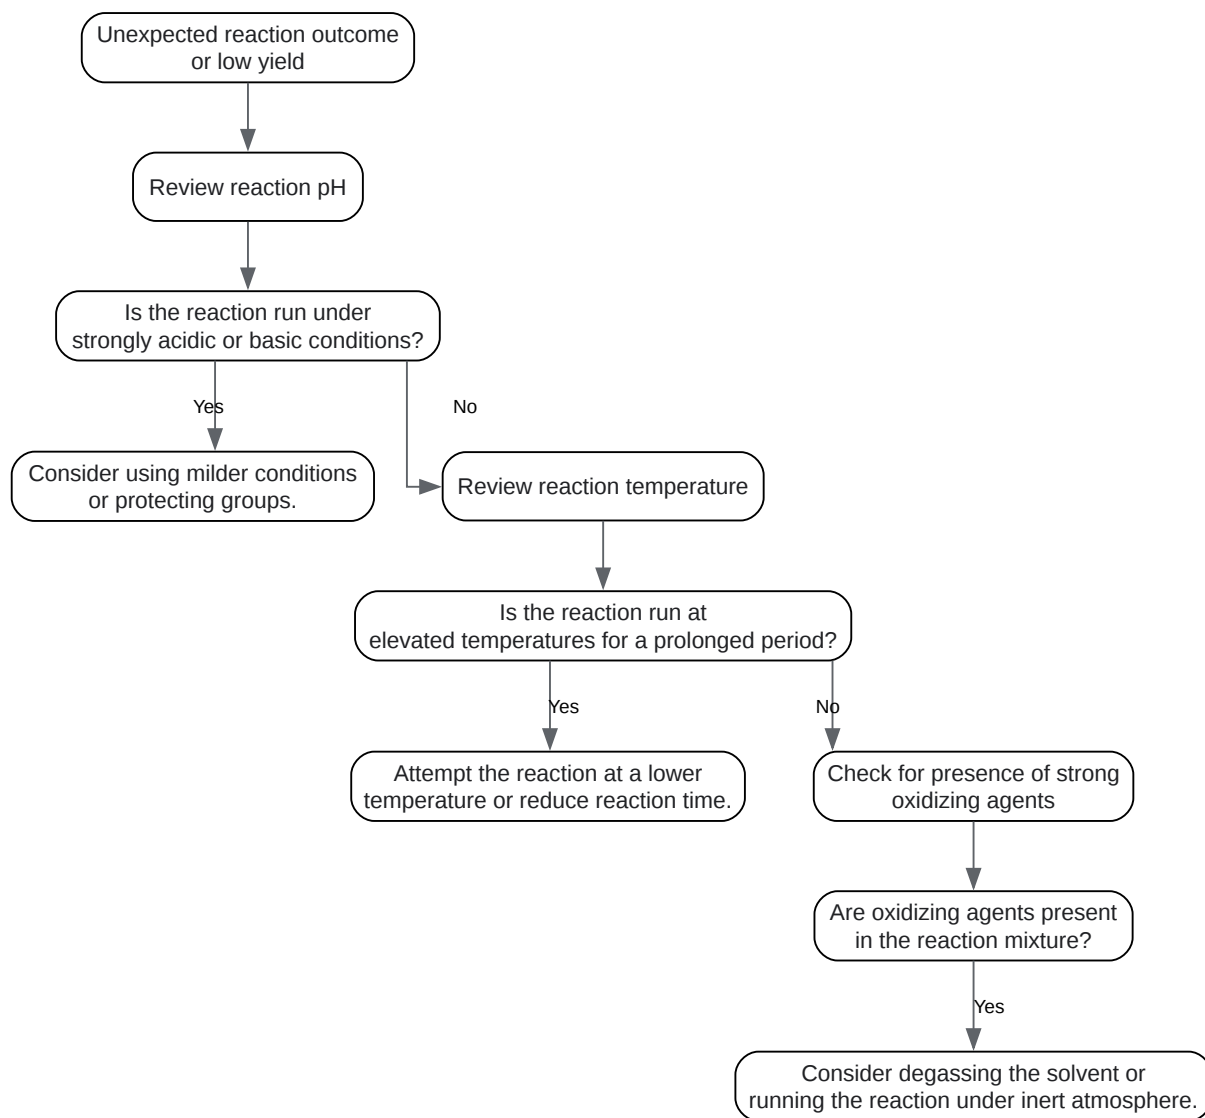 Unexpected reaction outcome
or low yield
Review reaction pH
Is the reaction run under
strongly acidic or basic conditions?
Yes
No
Consider using milder conditions
or protecting groups.
Review reaction temperature
Is the reaction run at
elevated temperatures for a prolonged period?
Yes
No
Attempt the reaction at a lower
temperature or reduce reaction time.
Check for presence of strong
oxidizing agents
Are oxidizing agents present
in the reaction mixture?
Yes
Consider degassing the solvent or
running the reaction under inert atmosphere.